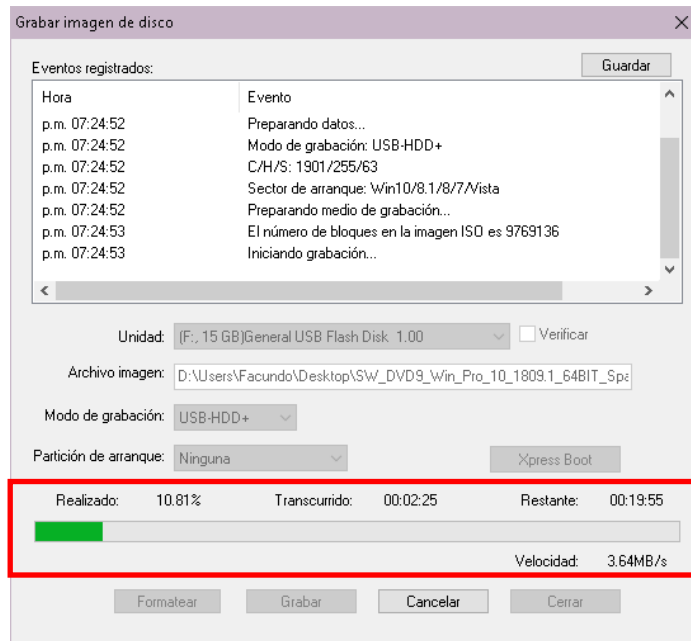 Grabar imagen de disco
Eventos registrados: Guardar
Hora Evento
p.m. 07:24:52 Preparando datos...
p.m. 07:24:52 Modo de grabación: USB-HDD+
p.m. 07:24:52 C/H/S: 1901/255/63
p.m. 07:24:52 Sector de arranque: Win10/8.1/8/7/Vista
p.m. 07:24:52 Preparando medio de grabación...
p.m. 07:24:53 El número de bloques en la imagen ISO es 9769136
p.m. 07:24:53 Iniciando grabación...
Unidad: (F:, 15 GB)General USB Flash Disk 1.00 Verificar
Archivo imagen: D:\Users\Facundo\Desktop\SW_DVD9_Win_Pro_10_1809.1_64BIT_Spa
Modo de grabación: USB-HDD+
Partición de arranque: Ninguna Xpress Boot
Realizado: 10.81% Transcurrido: 00:02:25 Restante: 00:19:55
Velocidad: 3.64MB/s
Formatear Grabar Cancelar Cerrar